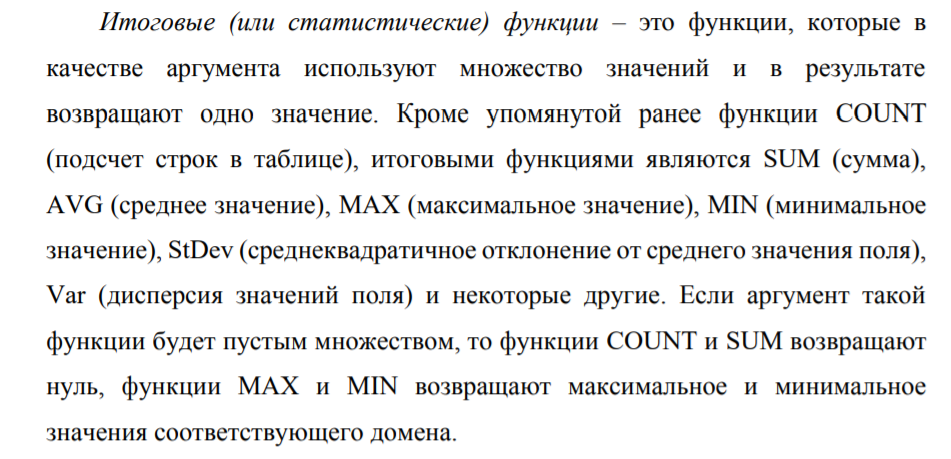 Итоговые (или статистические) функции – это функции, которые в
качестве аргумента используют множество значений и в результате
возвращают одно значение. Кроме упомянутой ранее функции COUNT
(подсчет строк в таблице), итоговыми функциями являются SUM (сумма),
AVG (среднее значение), MAX (максимальное значение), MIN (минимальное
значение), StDev (среднеквадратичное отклонение от среднего значения поля),
Var (дисперсия значений поля) и некоторые другие. Если аргумент такой
функции будет пустым множеством, то функции COUNT и SUM возвращают
нуль, функции MAX и MIN возвращают максимальное и минимальное
значения соответствующего домена.